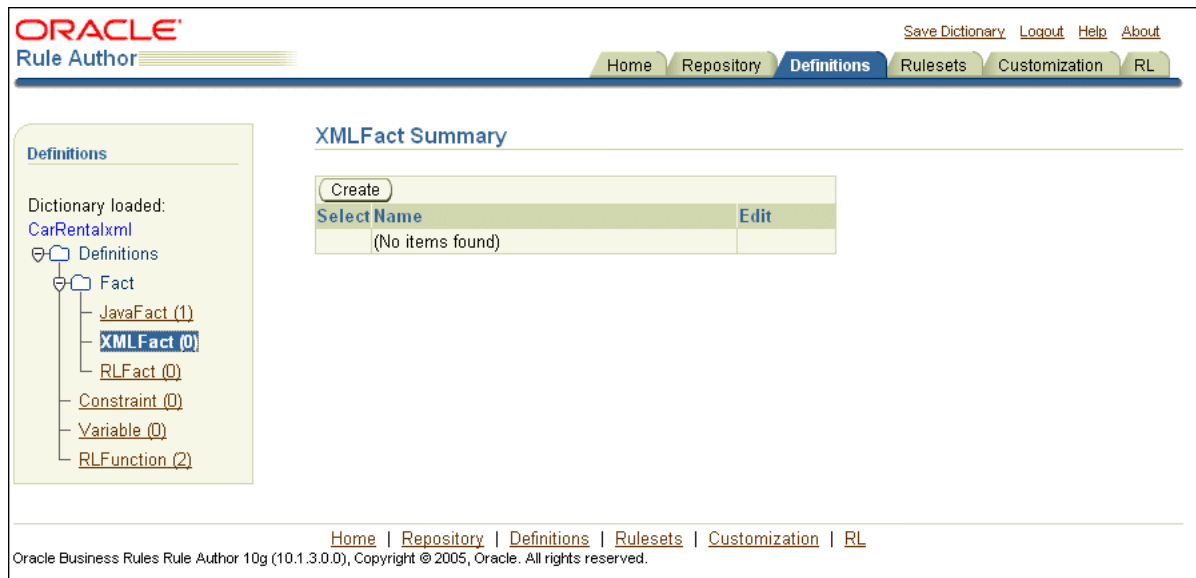 ORACLE
Rule Author
Save Dictionary Logout Help About
Home Repository Definitions Rulesets Customization RL
Definitions
Dictionary loaded:
CarRentalxml
Definitions
Fact
JavaFact (1)
XMLFact (0)
RLFact (0)
Constraint (0)
Variable (0)
RLFunction (2)
XMLFact Summary
Create
Select Name Edit
(No items found)
Home | Repository | Definitions | Rulesets | Customization | RL
Oracle Business Rules Rule Author 10g (10.1.3.0.0), Copyright © 2005, Oracle. All rights reserved.